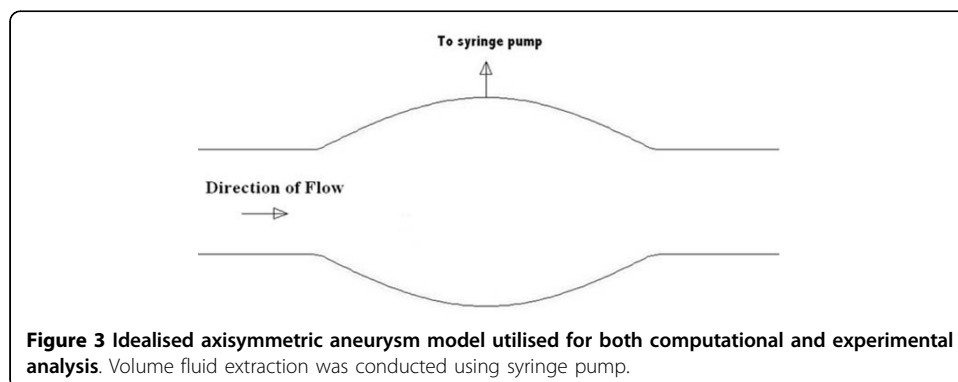 To syringe pump
Direction of Flow
Figure 3 Idealised axisymmetric aneurysm model utilised for both computational and experimental
analysis. Volume fluid extraction was conducted using syringe pump.